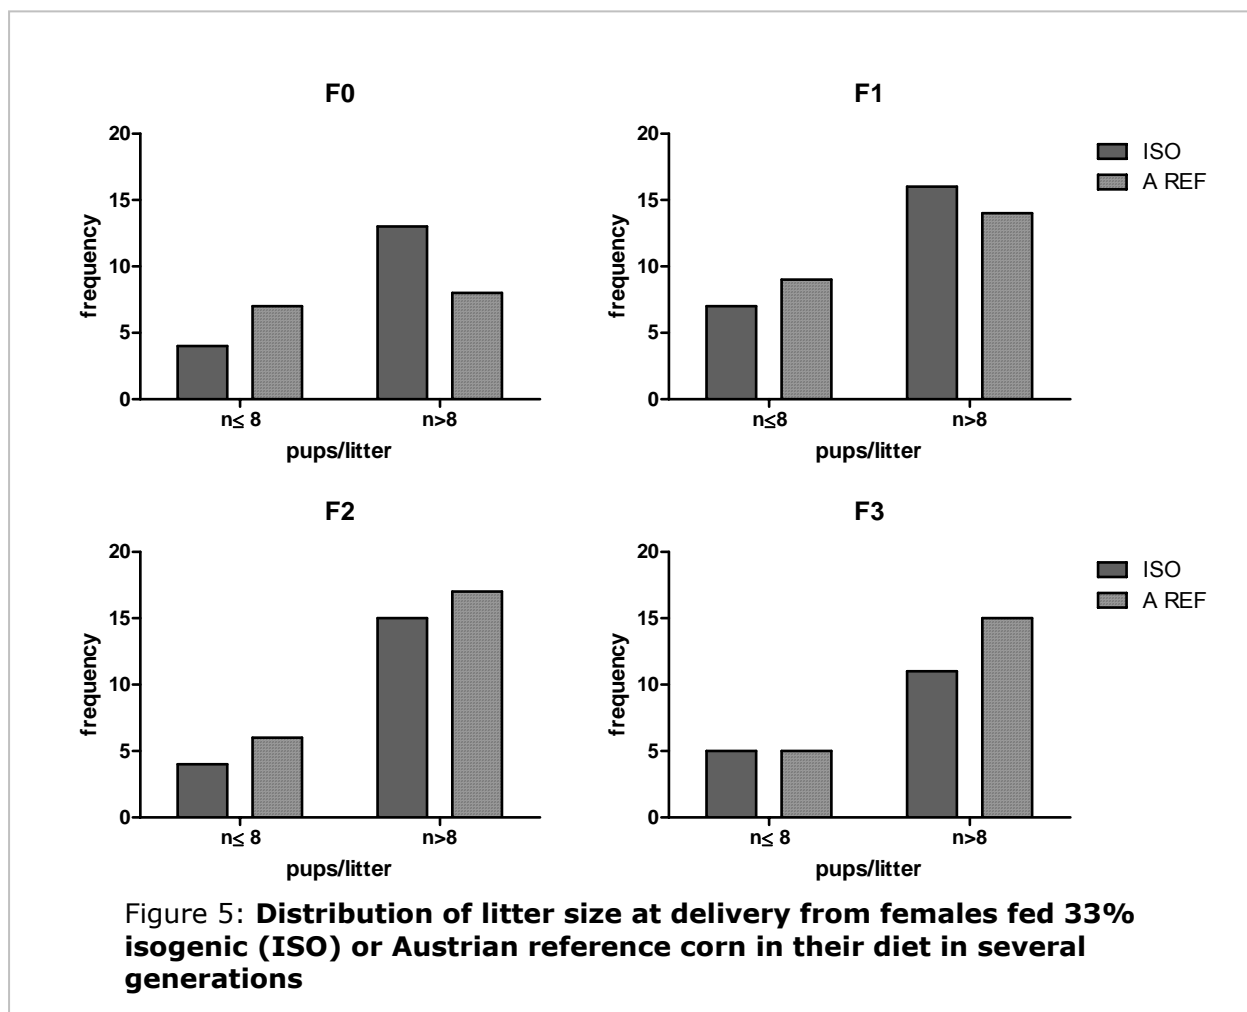 F0
20
15
10
5
0
frequency
n≤ 8
n>8
pups/litter
F1
20
15
10
5
0
frequency
n≤8
n>8
pups/litter
ISO
A REF
F2
20
15
10
5
0
frequency
n≤ 8
n>8
pups/litter
F3
20
15
10
5
0
frequency
n≤ 8
n>8
pups/litter
ISO
A REF
Figure 5: Distribution of litter size at delivery from females fed 33%
isogenic (ISO) or Austrian reference corn in their diet in several
generations